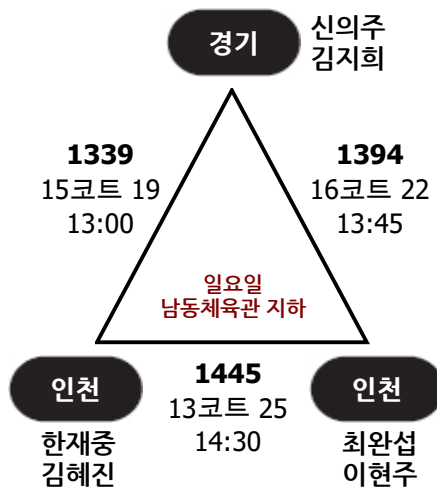 경기
신의주
김지희
1339
15코트 19
13:00
1394
16코트 22
13:45
일요일
남동체육관 지하
인천
한재중
김혜진
1445
13코트 25
14:30
인천
최완섭
이현주